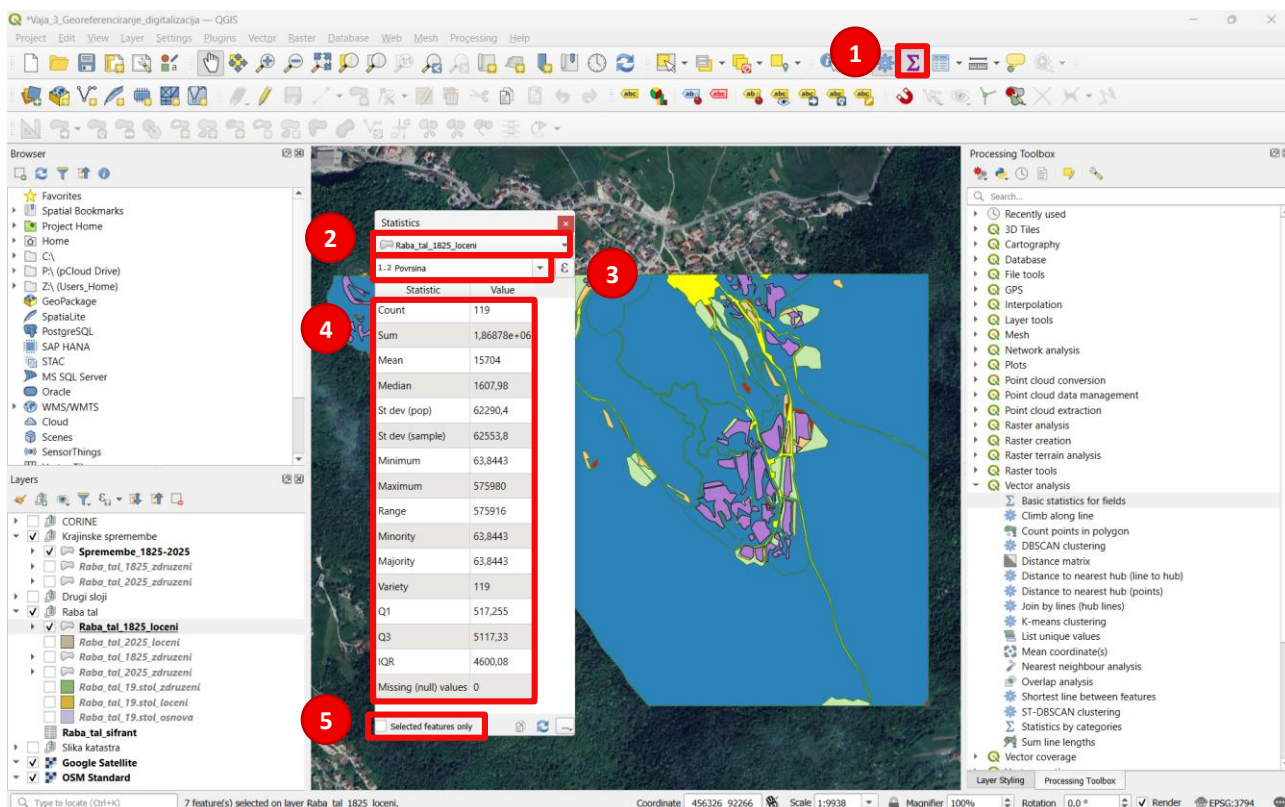 *Vaja_3_Georeferenciranje_digitalizacija — QGIS
Project Edit View Layer Settings Plugins Vector Raster Database Web Mesh Processing Help
1
Browser
Favorites
Spatial Bookmarks
Project Home
Home
C:\
P:\ (pCloud Drive)
Z:\ (Users_Home)
GeoPackage
SpatiaLite
PostgreSQL
SAP HANA
STAC
MS SQL Server
Oracle
WMS/WMTS
Cloud
Scenes
SensorThings
Layers
CORINE
Krajinske spremembe
Spremembe_1825-2025
Raba_tal_1825_zdruzeni
Raba_tal_2025_zdruzeni
Drugi sloji
Raba tal
Raba_tal_1825_loceni
Raba_tal_2025_loceni
Raba_tal_1825_zdruzeni
Raba_tal_2025_zdruzeni
Raba_tal_19.stol_zdruzeni
Raba_tal_19.stol_loceni
Raba_tal_19.stol_osnova
Raba_tal_sifrant
Slika katastra
Google Satellite
OSM Standard
Statistics
2
Raba_tal_1825_loceni
1.2 Povrsina
ε
3
Statistic Value
4
Count 119
Sum 1,86878e+06
Mean 15704
Median 1607,98
St dev (pop) 62290,4
St dev (sample) 62553,8
Minimum 63,8443
Maximum 575980
Range 575916
Minority 63,8443
Majority 63,8443
Variety 119
Q1 517,255
Q3 5117,33
IQR 4600,08
Missing (null) values 0
5
Selected features only
Processing Toolbox
Search...
Recently used
3D Tiles
Cartography
Database
File tools
GPS
Interpolation
Layer tools
Mesh
Network analysis
Plots
Point cloud conversion
Point cloud data management
Point cloud extraction
Raster analysis
Raster creation
Raster terrain analysis
Raster tools
Vector analysis
Basic statistics for fields
Climb along line
Count points in polygon
DBSCAN clustering
Distance matrix
Distance to nearest hub (line to hub)
Distance to nearest hub (points)
Join by lines (hub lines)
K-means clustering
List unique values
Mean coordinate(s)
Nearest neighbour analysis
Overlap analysis
Shortest line between features
ST-DBSCAN clustering
Statistics by categories
Sum line lengths
Vector coverage
Layer Styling Processing Toolbox
Type to locate (Ctrl+K) 7 feature(s) selected on layer Raba_tal_1825_loceni. Coordinate 456326 92266 Scale 1:9938 Magnifier 100% Rotation 0,0 ° Render EPSG:3794